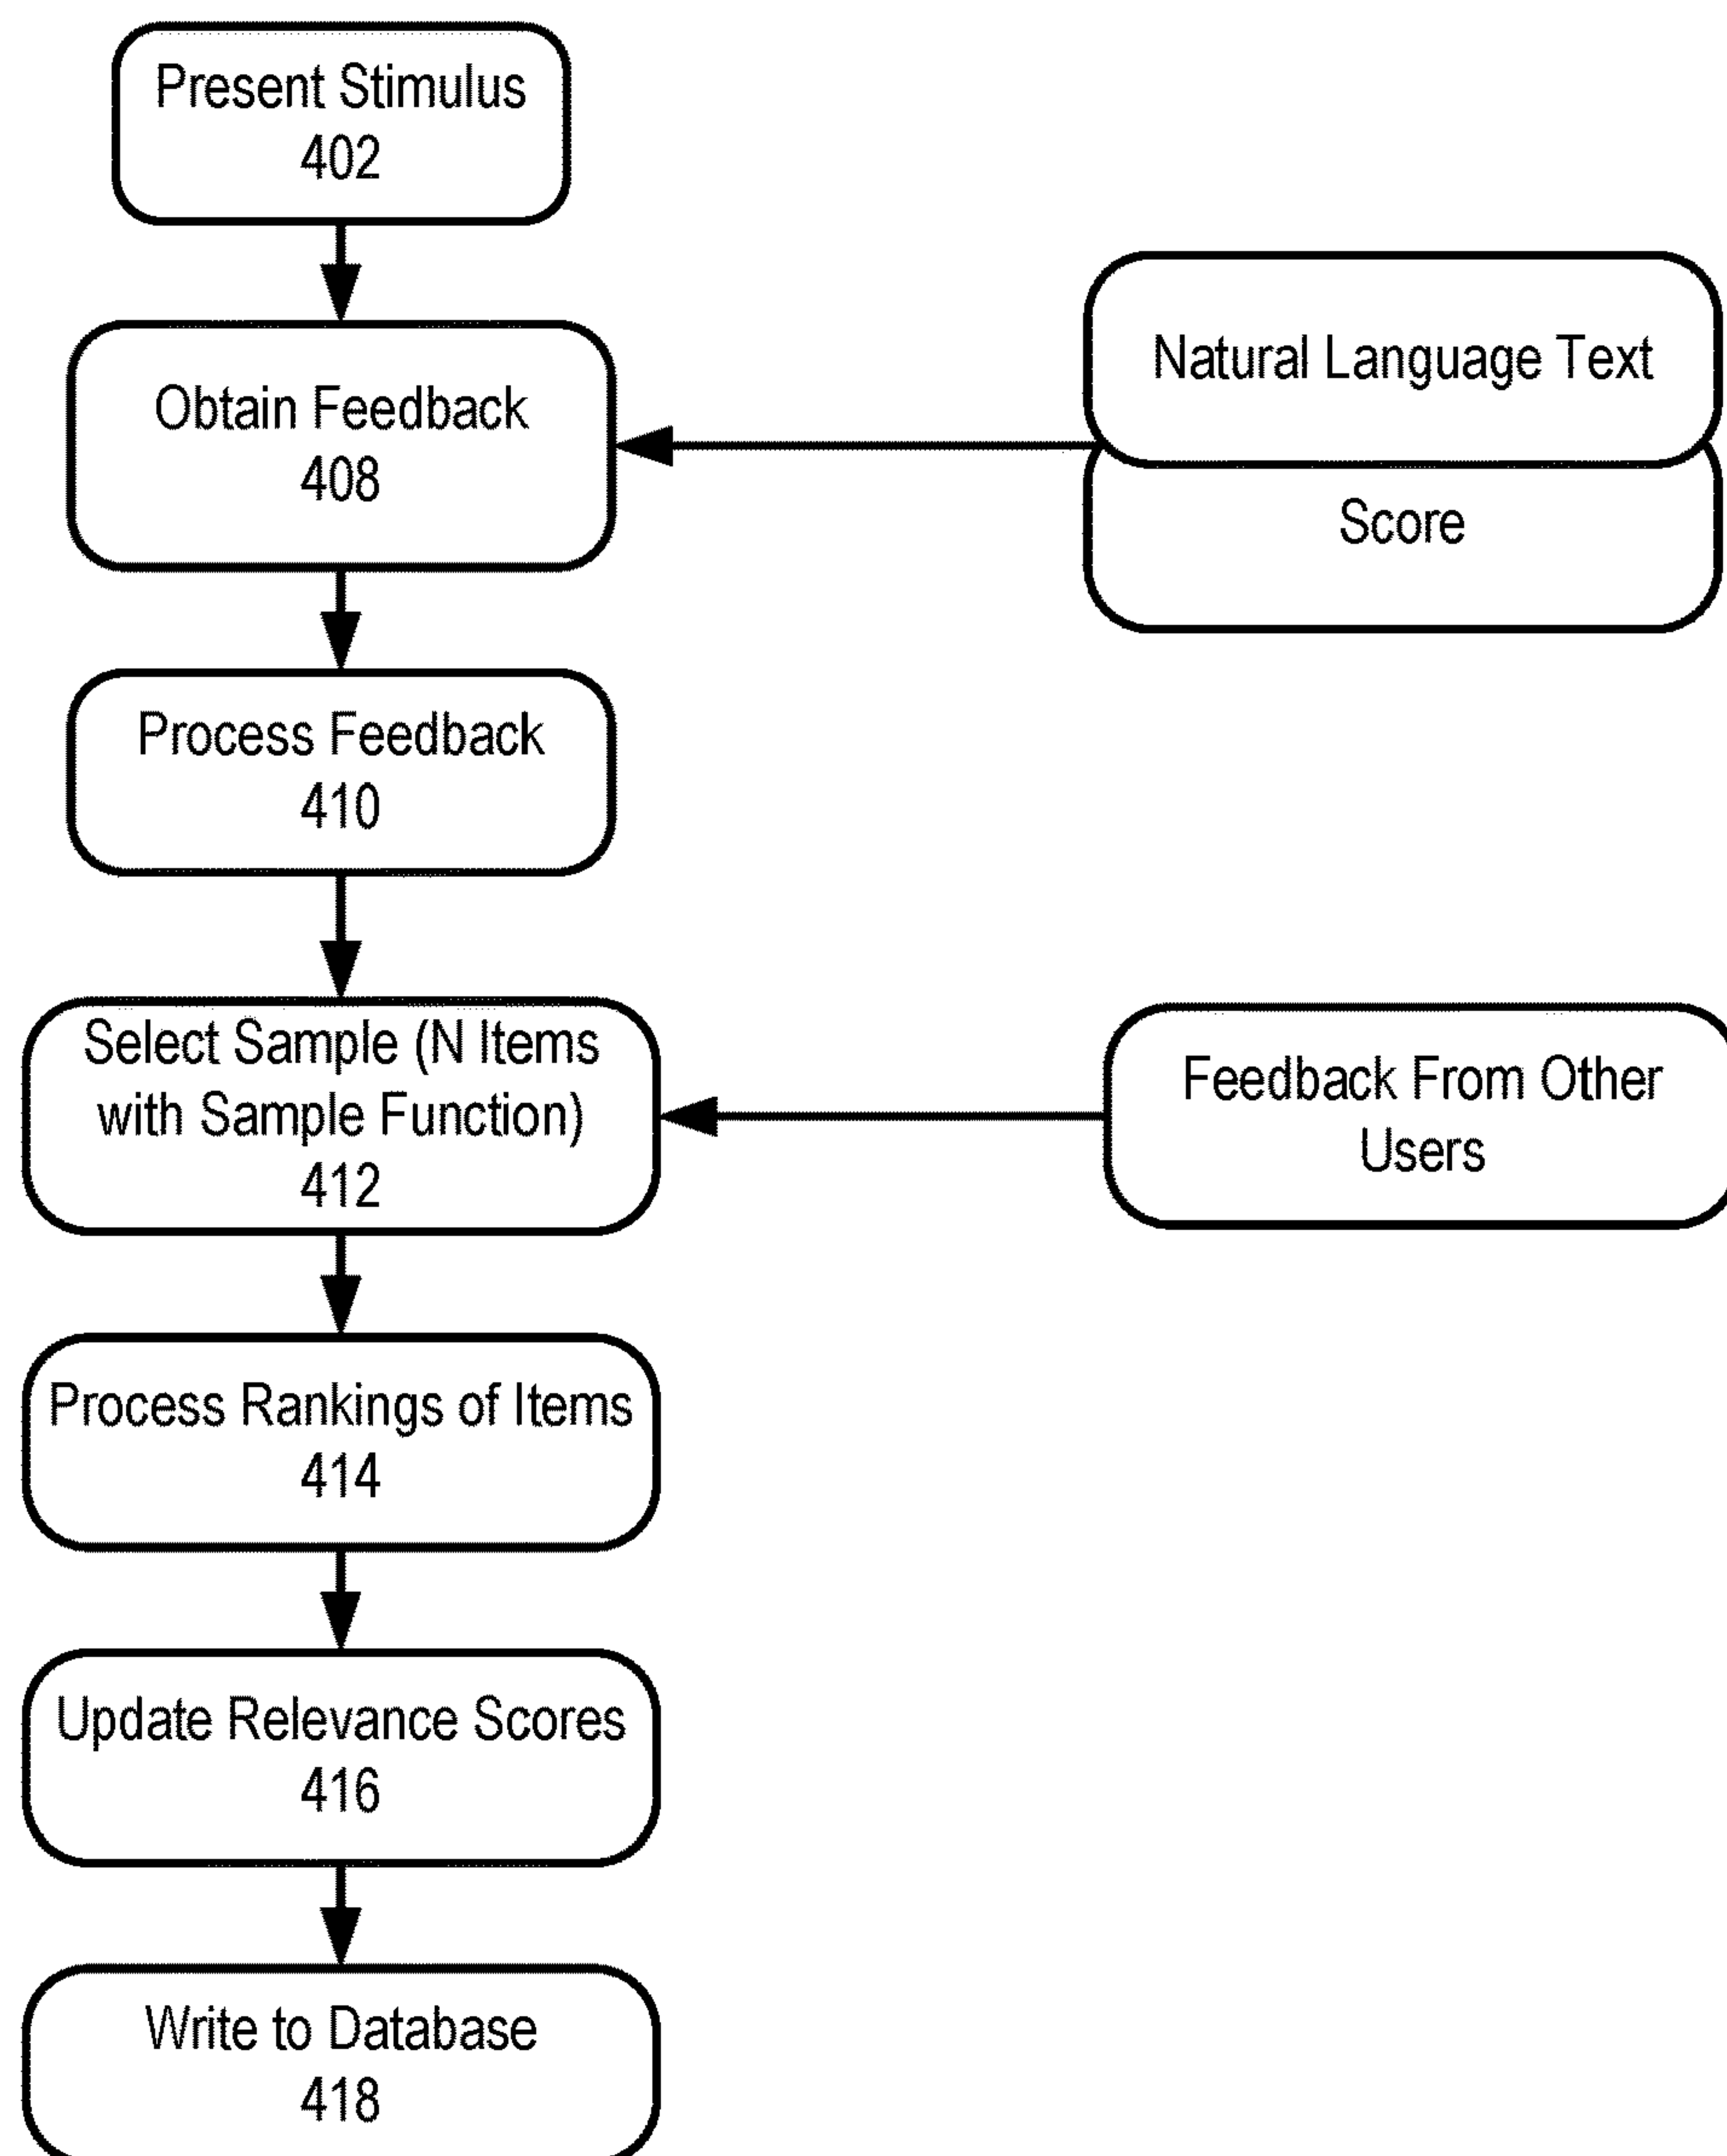 Present Stimulus
402
Obtain Feedback
408
Natural Language Text
Score
Process Feedback
410
Select Sample (N Items
with Sample Function)
412
Feedback From Other
Users
Process Rankings of Items
414
Update Relevance Scores
416
Write to Database
418